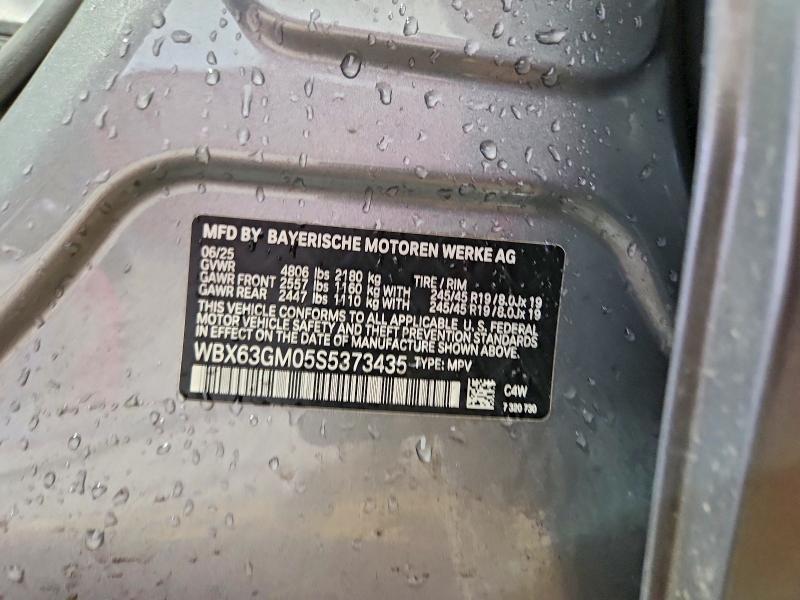 MFD BY BAYERISCHE MOTOREN WERKE AG
06/25
GVWR 4806 lbs 2180 kg TIRE / RIM
GAWR FRONT 2557 lbs 1160 kg WITH 245/45 R19 / 8.0Jx 19
GAWR REAR 2447 lbs 1110 kg WITH 245/45 R19 / 8.0Jx 19
THIS VEHICLE CONFORMS TO ALL APPLICABLE U.S. FEDERAL
MOTOR VEHICLE SAFETY AND THEFT PREVENTION STANDARDS
IN EFFECT ON THE DATE OF MANUFACTURE SHOWN ABOVE.
WBX63GM05S5373435 TYPE: MPV
C4W
7 320 730